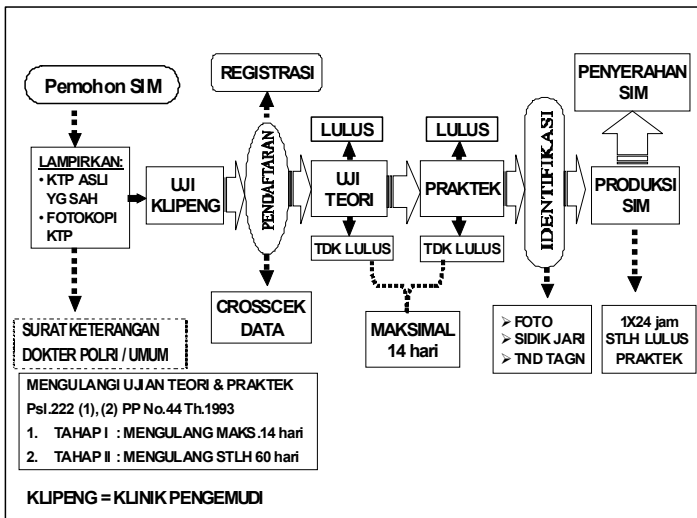 Pemohon SIM
LAMPIRKAN:
• KTP ASLI
YG SAH
• FOTOKOPI
KTP
SURAT KETERANGAN
DOKTER POLRI / UMUM
UJI
KLIPENG
REGISTRASI
PENDAFTARAN
CROSSCEK
DATA
LULUS
UJI
TEORI
TDK LULUS
LULUS
PRAKTEK
TDK LULUS
MAKSIMAL
14 hari
IDENTIFIKASI
➢ FOTO
➢ SIDIK JARI
➢ TND TAGN
PENYERAHAN
SIM
PRODUKSI
SIM
1X24 jam
STLH LULUS
PRAKTEK
MENGULANGI UJIAN TEORI & PRAKTEK
Psl.222 (1), (2) PP No.44 Th.1993
1. TAHAP I : MENGULANG MAKS.14 hari
2. TAHAP II : MENGULANG STLH 60 hari
KLIPENG = KLINIK PENGEMUDI